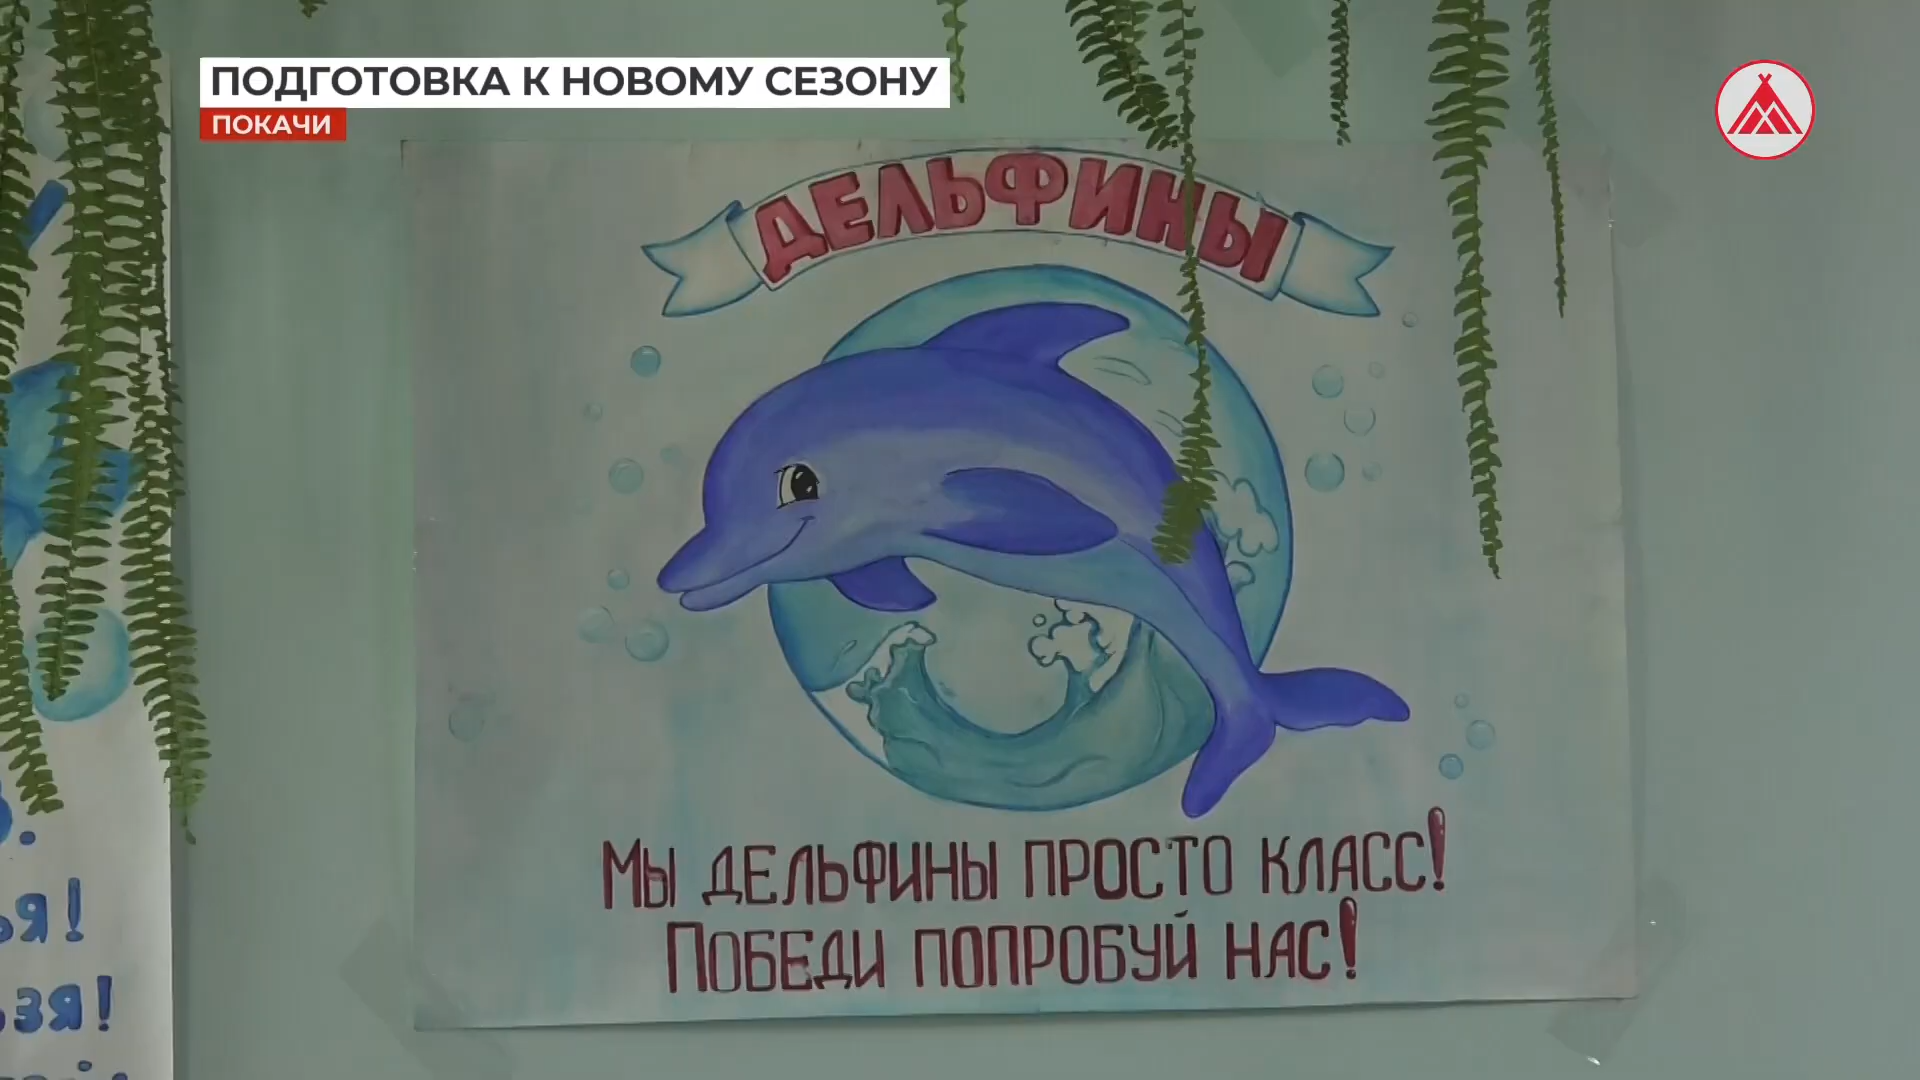 ПОДГОТОВКА К НОВОМУ СЕЗОНУ
ПОКАЧИ
ДЕЛЬФИНЫ
МЫ ДЕЛЬФИНЫ ПРОСТО КЛАСС!
ПОБЕДИ ПОПРОБУЙ НАС!